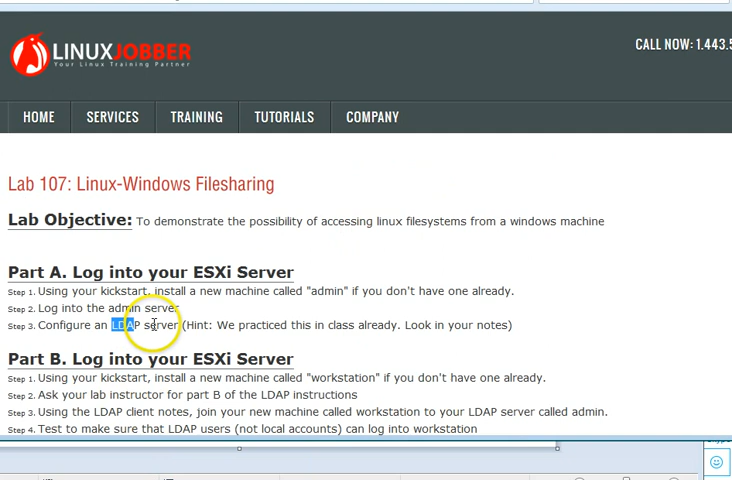 LINUXJOBBER
Your Linux Training Partner
CALL NOW: 1.443.5
HOME SERVICES TRAINING TUTORIALS COMPANY
Lab 107: Linux-Windows Filesharing
Lab Objective: To demonstrate the possibility of accessing linux filesystems from a windows machine
Part A. Log into your ESXi Server
Step 1. Using your kickstart, install a new machine called "admin" if you don't have one already.
Step 2. Log into the admin server
Step 3. Configure an LDAP server (Hint: We practiced this in class already. Look in your notes)
Part B. Log into your ESXi Server
Step 1. Using your kickstart, install a new machine called "workstation" if you don't have one already.
Step 2. Ask your lab instructor for part B of the LDAP instructions
Step 3. Using the LDAP client notes, join your new machine called workstation to your LDAP server called admin.
Step 4. Test to make sure that LDAP users (not local accounts) can log into workstation